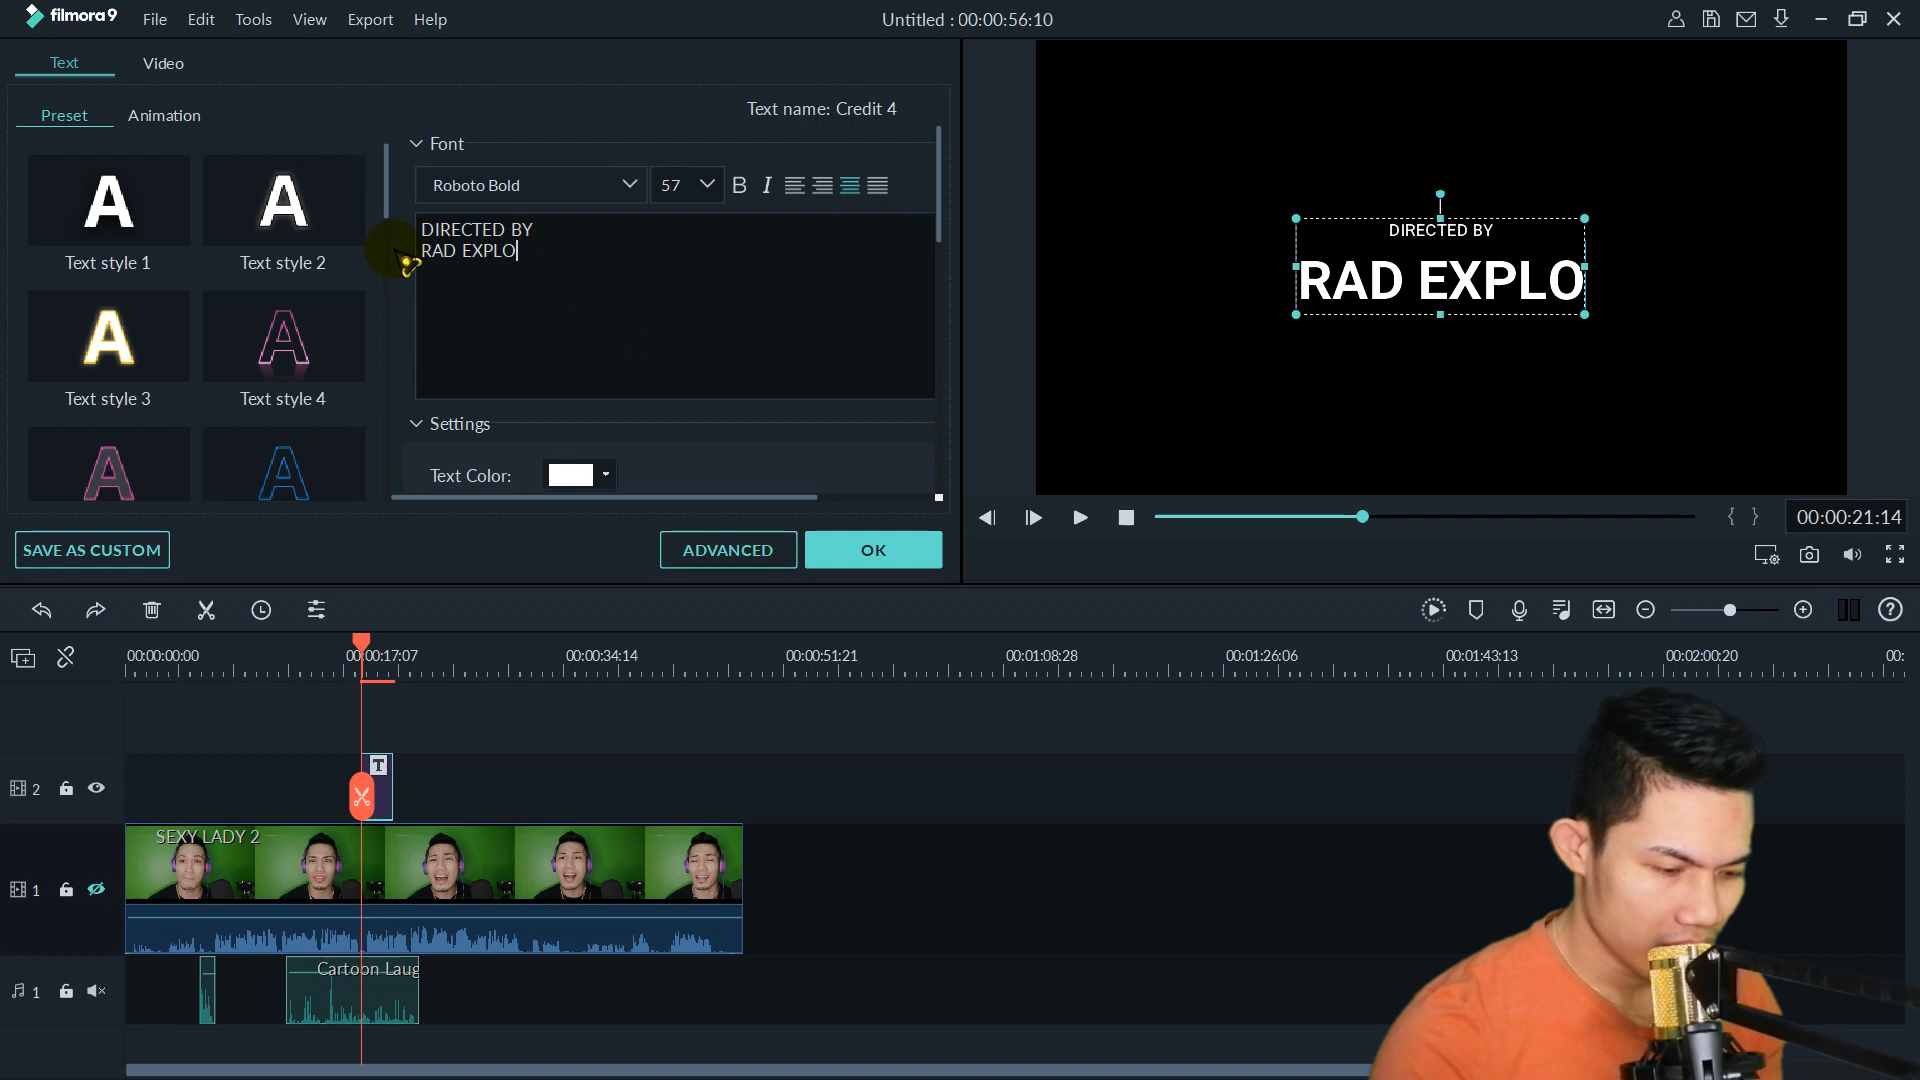 filmora9
File Edit Tools View Export Help
Untitled : 00:00:56:10
Text Video
Preset Animation
Text name: Credit 4
Font
Roboto Bold 57 B I
DIRECTED BY
RAD EXPLO
A A
Text style 1 Text style 2
A A
Text style 3 Text style 4
A A
Settings
Text Color:
SAVE AS CUSTOM ADVANCED OK
DIRECTED BY
RAD EXPLO
{ } 00:00:21:14
00:00:00:00 00:00:17:07 00:00:34:14 00:00:51:21 00:01:08:28 00:01:26:06 00:01:43:13 00:02:00:20 00:
T
2
SEXY LADY 2
1
Cartoon Laug
1